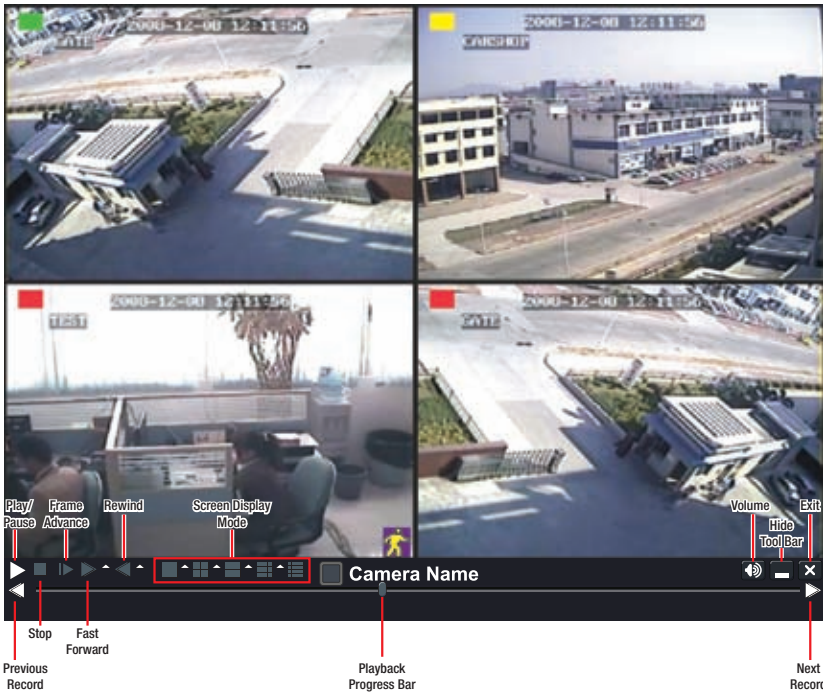 2008-12-08 12:11:56
GATE
2008-12-08 12:11:56
CARSHOP
2008-12-08 12:11:56
TEST
2008-12-08 12:11:56
GATE
Play/
Pause
Frame
Advance
Rewind
Screen Display
Mode
Volume
Hide
Tool Bar
Exit
Camera Name
Stop
Fast
Forward
Previous
Record
Playback
Progress Bar
Next
Record